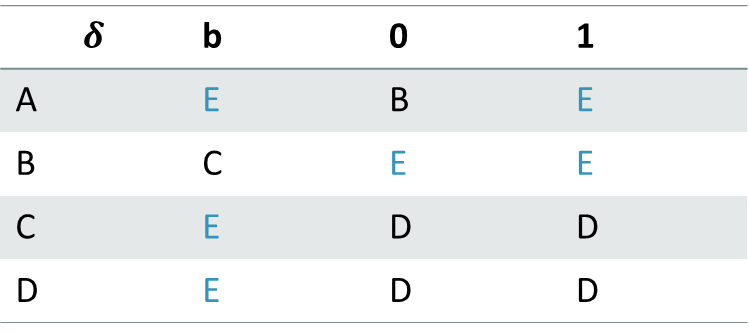 δ b 0 1
A E B E
B C E E
C E D D
D E D D